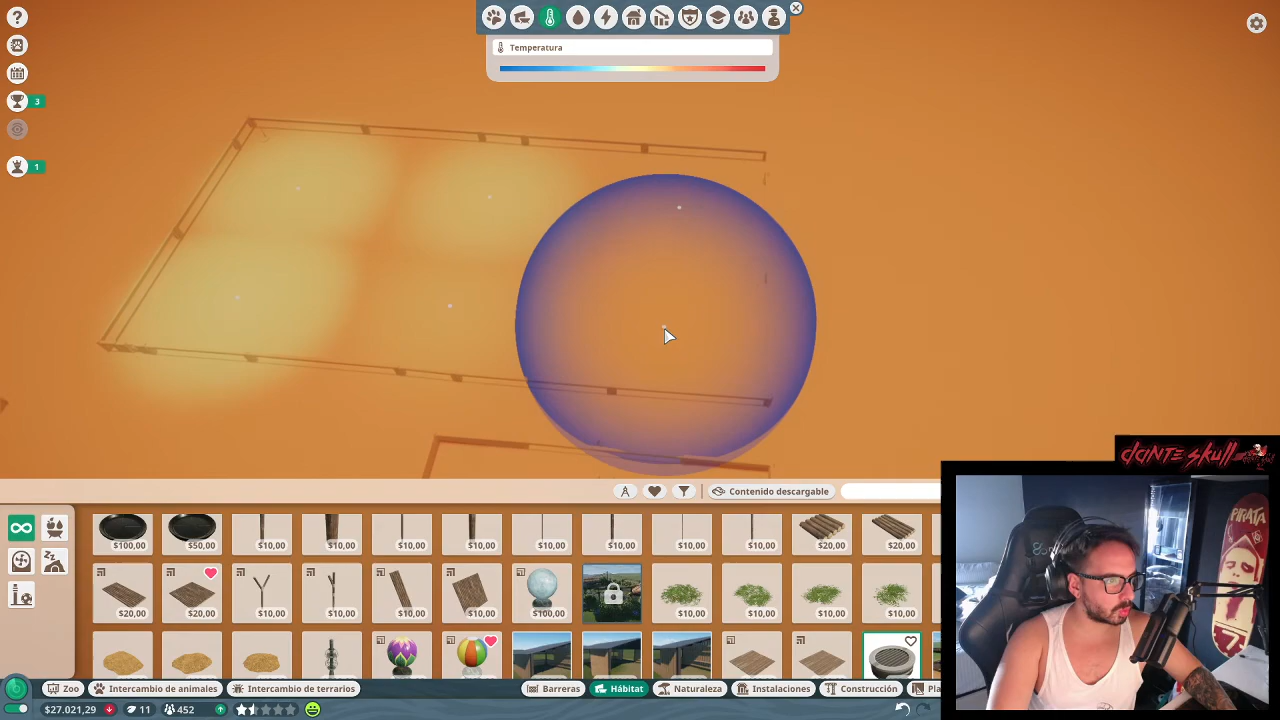 ?
3
1
Temperatura
Contenido descargable
$100,00
$50,00
$10,00
$10,00
$10,00
$10,00
$10,00
$10,00
$10,00
$10,00
$20,00
$20,00
$20,00
$20,00
$10,00
$10,00
$10,00
$10,00
$100,00
$10,00
$10,00
$10,00
$10,00
Zoo
Intercambio de animales
Intercambio de terrarios
Barreras
Hábitat
Naturaleza
Instalaciones
Construcción
$27.021,29
11
452
dante skull
PIRATA